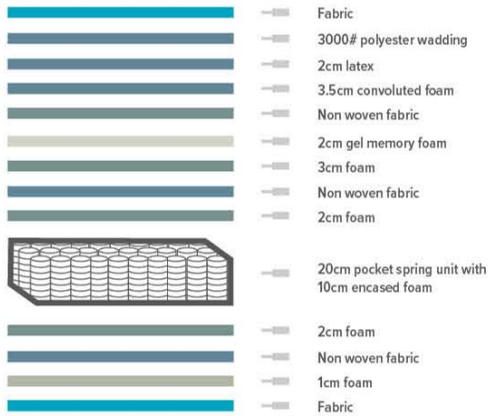 Fabric
3000# polyester wadding
2cm latex
3.5cm convoluted foam
Non woven fabric
2cm gel memory foam
3cm foam
Non woven fabric
2cm foam
20cm pocket spring unit with
10cm encased foam
2cm foam
Non woven fabric
1cm foam
Fabric